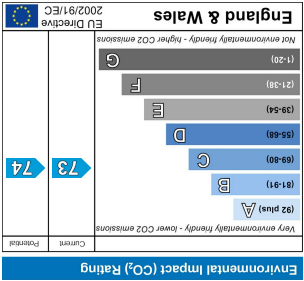 Environmental Impact (CO₂) Rating
Current Potential
Very environmentally friendly - lower CO2 emissions
(92 plus) A
(81-91) B
(69-80) C
(55-68) D
(39-54) E
(21-38) F
(1-20) G
Not environmentally friendly - higher CO2 emissions
73 74
England & Wales
EU Directive
2002/91/EC